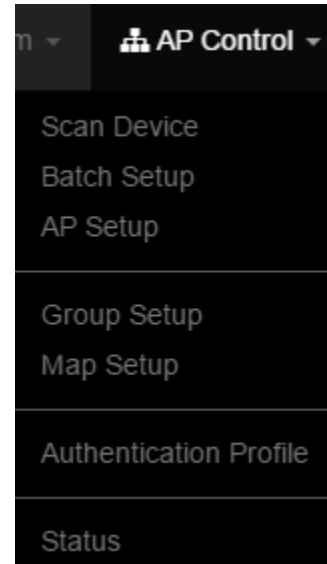 AP Control
Scan Device
Batch Setup
AP Setup
Group Setup
Map Setup
Authentication Profile
Status